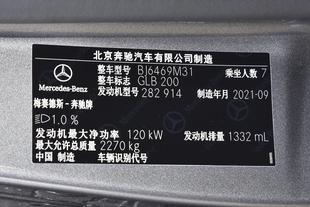 北京奔驰汽车有限公司制造
整车型号 BJ6469M31 乘坐人数 7
整车标志 GLB 200
Mercedes-Benz 发动机型号 282 914
梅赛德斯-奔驰牌 制造年月 2021-09
1.0 %
发动机最大净功率 120 kW 发动机排量 1332 mL
最大允许总质量 2270 kg
中国 制造 车辆识别代号